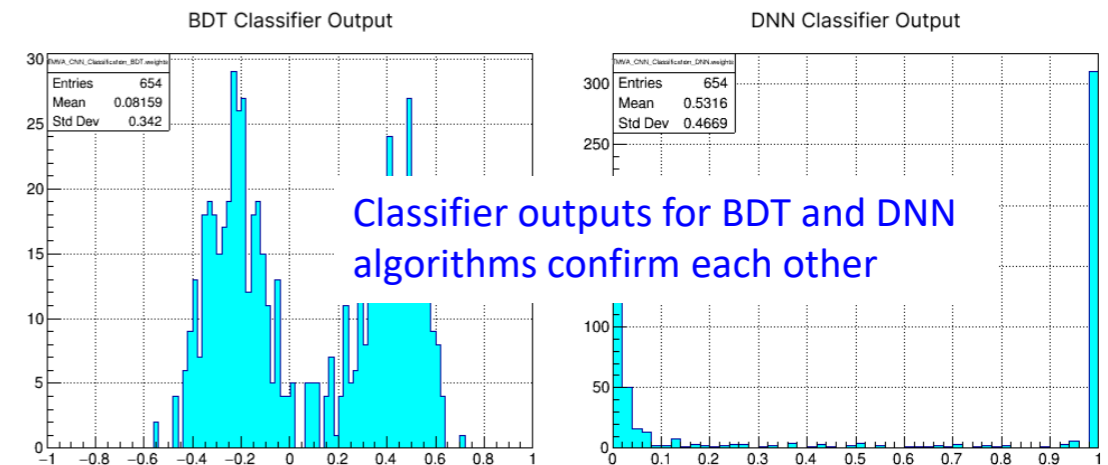 BDT Classifier Output
TMVA_CNN_Classification_BDT.weights
Entries 654
Mean 0.08159
Std Dev 0.342
30
25
20
15
10
5
0
−1 −0.8 −0.6 −0.4 −0.2 0 0.2 0.4 0.6 0.8 1
DNN Classifier Output
TMVA_CNN_Classification_DNN.weights
Entries 654
Mean 0.5316
Std Dev 0.4669
300
250
100
50
0
0 0.1 0.2 0.3 0.4 0.5 0.6 0.7 0.8 0.9 1
Classifier outputs for BDT and DNN
algorithms confirm each other